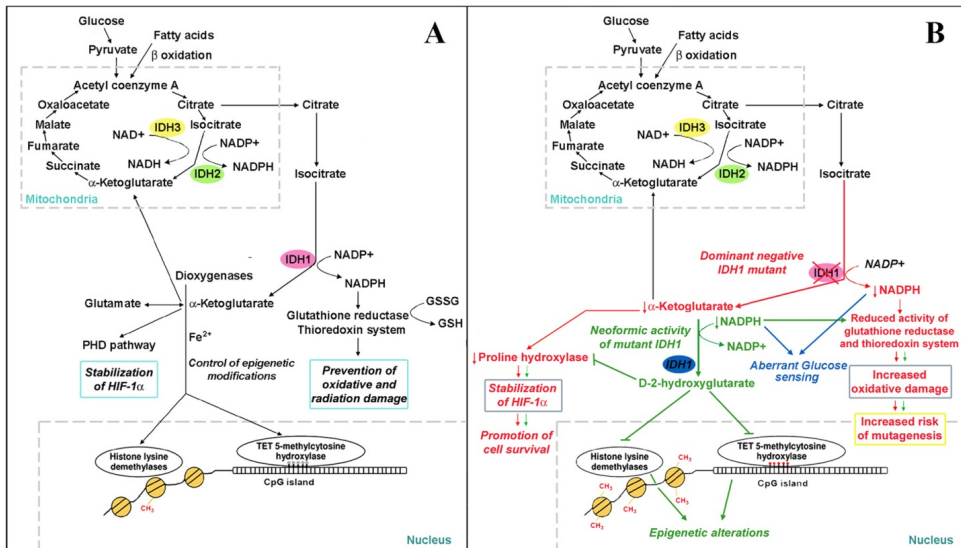 A
Glucose
Pyruvate
Fatty acids
β oxidation
Acetyl coenzyme A
Oxaloacetate
Citrate
Citrate
Malate
IDH3
Isocitrate
NAD+
NADP+
Fumarate
Succinate
NADH
NADPH
IDH2
α-Ketoglutarate
Isocitrate
Mitochondria
IDH1
NADP+
Dioxygenases
NADPH
Glutamate
α-Ketoglutarate
GSSG
Glutathione reductase
Thioredoxin system
GSH
Fe2+
PHD pathway
Control of epigenetic
modifications
Stabilization
of HIF-1α
Prevention of
oxidative and
radiation damage
Histone lysine
demethylases
TET 5-methylcytosine
hydroxylase
CpG island
CH3
Nucleus
B
Glucose
Pyruvate
Fatty acids
β oxidation
Acetyl coenzyme A
Oxaloacetate
Citrate
Citrate
Malate
IDH3
Isocitrate
NAD+
NADP+
Fumarate
Succinate
NADH
NADPH
IDH2
α-Ketoglutarate
Isocitrate
Mitochondria
Dominant negative
IDH1 mutant
IDH1
NADP+
NADPH
α-Ketoglutarate
Neoformic activity
of mutant IDH1
NADPH
NADP+
Reduced activity of
glutathione reductase
and thioredoxin system
Proline hydroxylase
IDH1
Aberrant Glucose
sensing
D-2-hydroxyglutarate
Stabilization
of HIF-1α
Increased
oxidative damage
Promotion of
cell survival
Increased risk
of mutagenesis
Histone lysine
demethylases
TET 5-methylcytosine
hydroxylase
CH3
CpG island
CH3
CH3
CH3
Epigenetic alterations
Nucleus